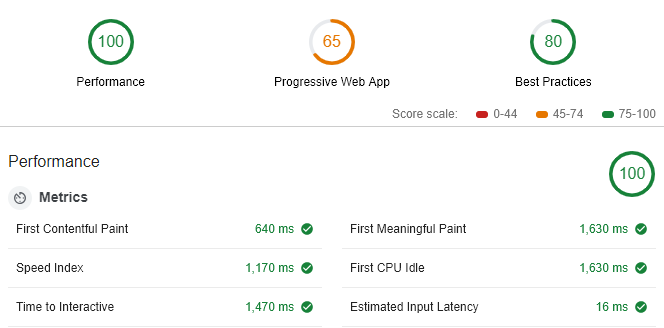 100 65 80
Performance Progressive Web App Best Practices
Score scale: 0-44 45-74 75-100
Performance 100
Metrics
First Contentful Paint 640 ms First Meaningful Paint 1,630 ms
Speed Index 1,170 ms First CPU Idle 1,630 ms
Time to Interactive 1,470 ms Estimated Input Latency 16 ms